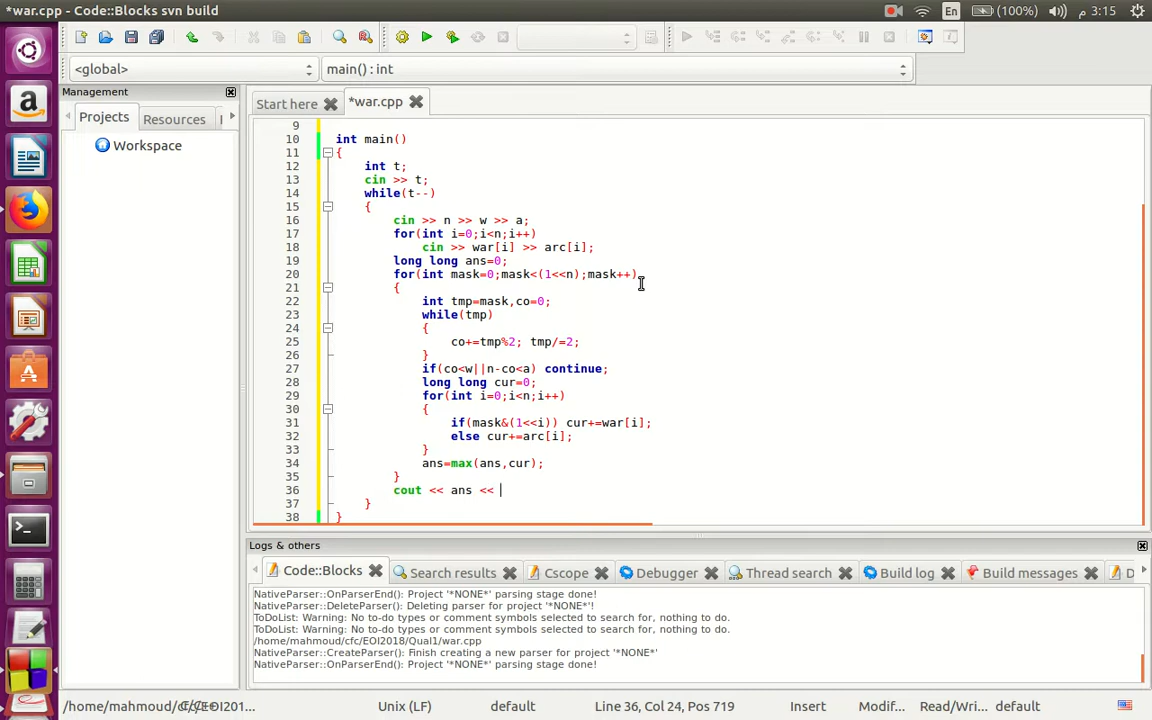 *war.cpp - Code::Blocks svn build
En (100%) 3:15 م
<global> main() : int
Management
Projects Resources
Workspace
Start here *war.cpp
9
10 int main()
11 {
12 int t;
13 cin >> t;
14 while(t--)
15 {
16 cin >> n >> w >> a;
17 for(int i=0;i<n;i++)
18 cin >> war[i] >> arc[i];
19 long long ans=0;
20 for(int mask=0;mask<(1<<n);mask++)
21 {
22 int tmp=mask,co=0;
23 while(tmp)
24 {
25 co+=tmp%2; tmp/=2;
26 }
27 if(co<w||n-co<a) continue;
28 long long cur=0;
29 for(int i=0;i<n;i++)
30 {
31 if(mask&(1<<i)) cur+=war[i];
32 else cur+=arc[i];
33 }
34 ans=max(ans,cur);
35 }
36 cout << ans <<
37 }
38 }
Logs & others
Code::Blocks Search results Cscope Debugger Thread search Build log Build messages D
NativeParser::OnParserEnd(): Project '*NONE*' parsing stage done!
NativeParser::DeleteParser(): Deleting parser for project '*NONE*'!
ToDoList: Warning: No to-do types or comment symbols selected to search for, nothing to do.
ToDoList: Warning: No to-do types or comment symbols selected to search for, nothing to do.
/home/mahmoud/cfc/EOI2018/Qual1/war.cpp
NativeParser::CreateParser(): Finish creating a new parser for project '*NONE*'
NativeParser::OnParserEnd(): Project '*NONE*' parsing stage done!
Unix (LF) default Line 36, Col 24, Pos 719 Insert Modif... Read/Wri... default